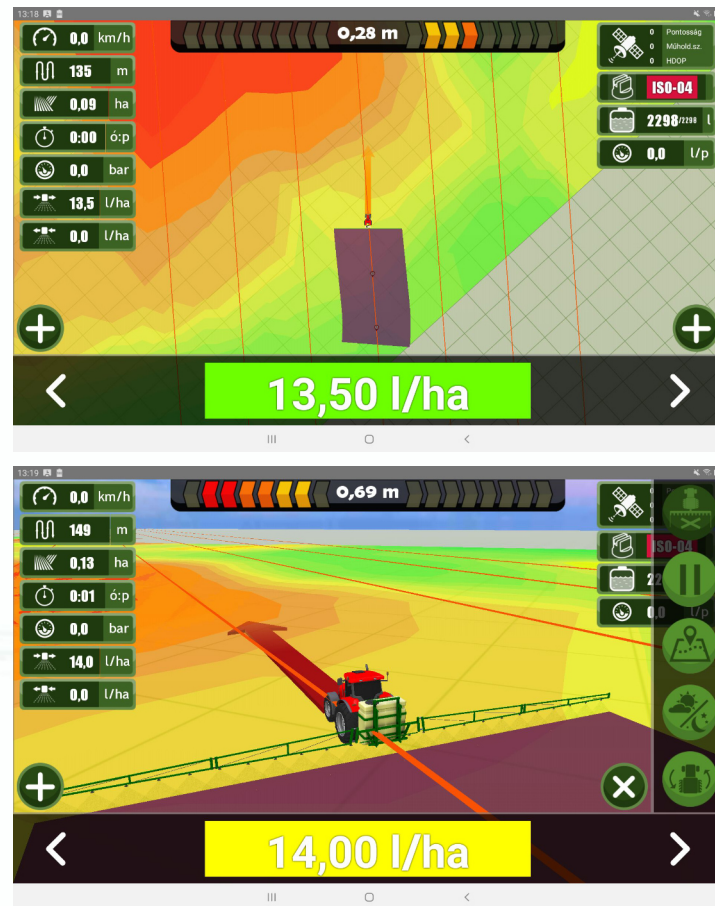 13:18
0,28 m
0,0 km/h
135 m
0,09 ha
0:00 ó:p
0,0 bar
13,5 l/ha
0,0 l/ha
0 Pontosság
0 Műhold.sz.
0 HDOP
ISO-04
2298/2298 l
0,0 l/p
13,50 l/ha
13:19
0,69 m
0,0 km/h
149 m
0,13 ha
0:01 ó:p
0,0 bar
14,0 l/ha
0,0 l/ha
ISO-04
22
0,0 l/p
14,00 l/ha